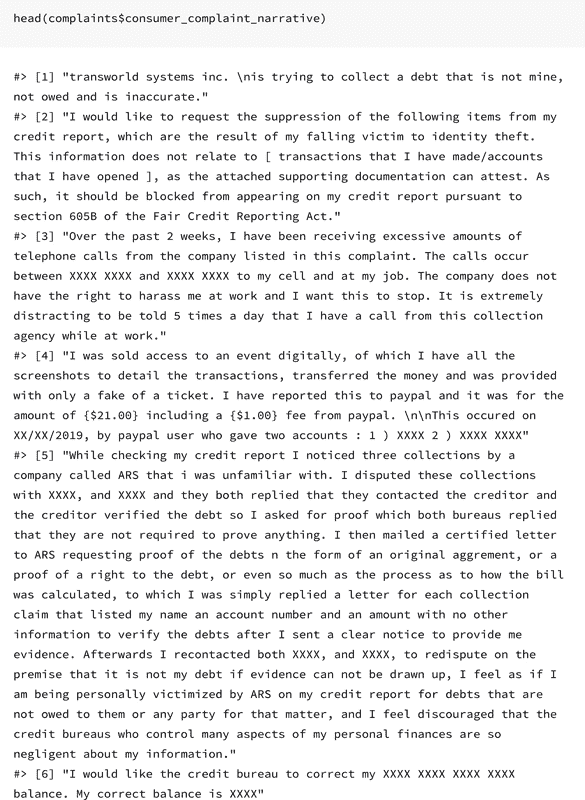 head(complaints$consumer_complaint_narrative)
#> [1] "transworld systems inc. \nis trying to collect a debt that is not mine,
not owed and is inaccurate."
#> [2] "I would like to request the suppression of the following items from my
credit report, which are the result of my falling victim to identity theft.
This information does not relate to [ transactions that I have made/accounts
that I have opened ], as the attached supporting documentation can attest. As
such, it should be blocked from appearing on my credit report pursuant to
section 605B of the Fair Credit Reporting Act."
#> [3] "Over the past 2 weeks, I have been receiving excessive amounts of
telephone calls from the company listed in this complaint. The calls occur
between XXXX XXXX and XXXX XXXX to my cell and at my job. The company does not
have the right to harass me at work and I want this to stop. It is extremely
distracting to be told 5 times a day that I have a call from this collection
agency while at work."
#> [4] "I was sold access to an event digitally, of which I have all the
screenshots to detail the transactions, transferred the money and was provided
with only a fake of a ticket. I have reported this to paypal and it was for the
amount of {$21.00} including a {$1.00} fee from paypal. \n\nThis occured on
XX/XX/2019, by paypal user who gave two accounts : 1 ) XXXX 2 ) XXXX XXXX"
#> [5] "While checking my credit report I noticed three collections by a
company called ARS that i was unfamiliar with. I disputed these collections
with XXXX, and XXXX and they both replied that they contacted the creditor and
the creditor verified the debt so I asked for proof which both bureaus replied
that they are not required to prove anything. I then mailed a certified letter
to ARS requesting proof of the debts n the form of an original aggrement, or a
proof of a right to the debt, or even so much as the process as to how the bill
was calculated, to which I was simply replied a letter for each collection
claim that listed my name an account number and an amount with no other
information to verify the debts after I sent a clear notice to provide me
evidence. Afterwards I recontacted both XXXX, and XXXX, to redispute on the
premise that it is not my debt if evidence can not be drawn up, I feel as if I
am being personally victimized by ARS on my credit report for debts that are
not owed to them or any party for that matter, and I feel discouraged that the
credit bureaus who control many aspects of my personal finances are so
negligent about my information."
#> [6] "I would like the credit bureau to correct my XXXX XXXX XXXX XXXX
balance. My correct balance is XXXX"